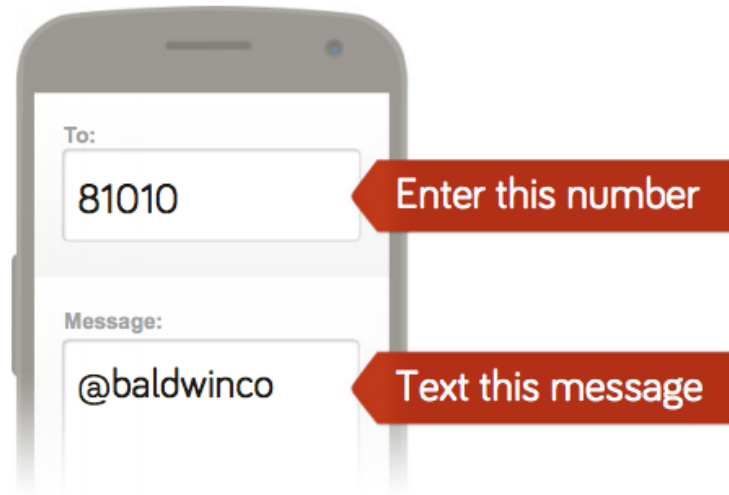 To:
81010
Enter this number
Message:
@baldwinco
Text this message